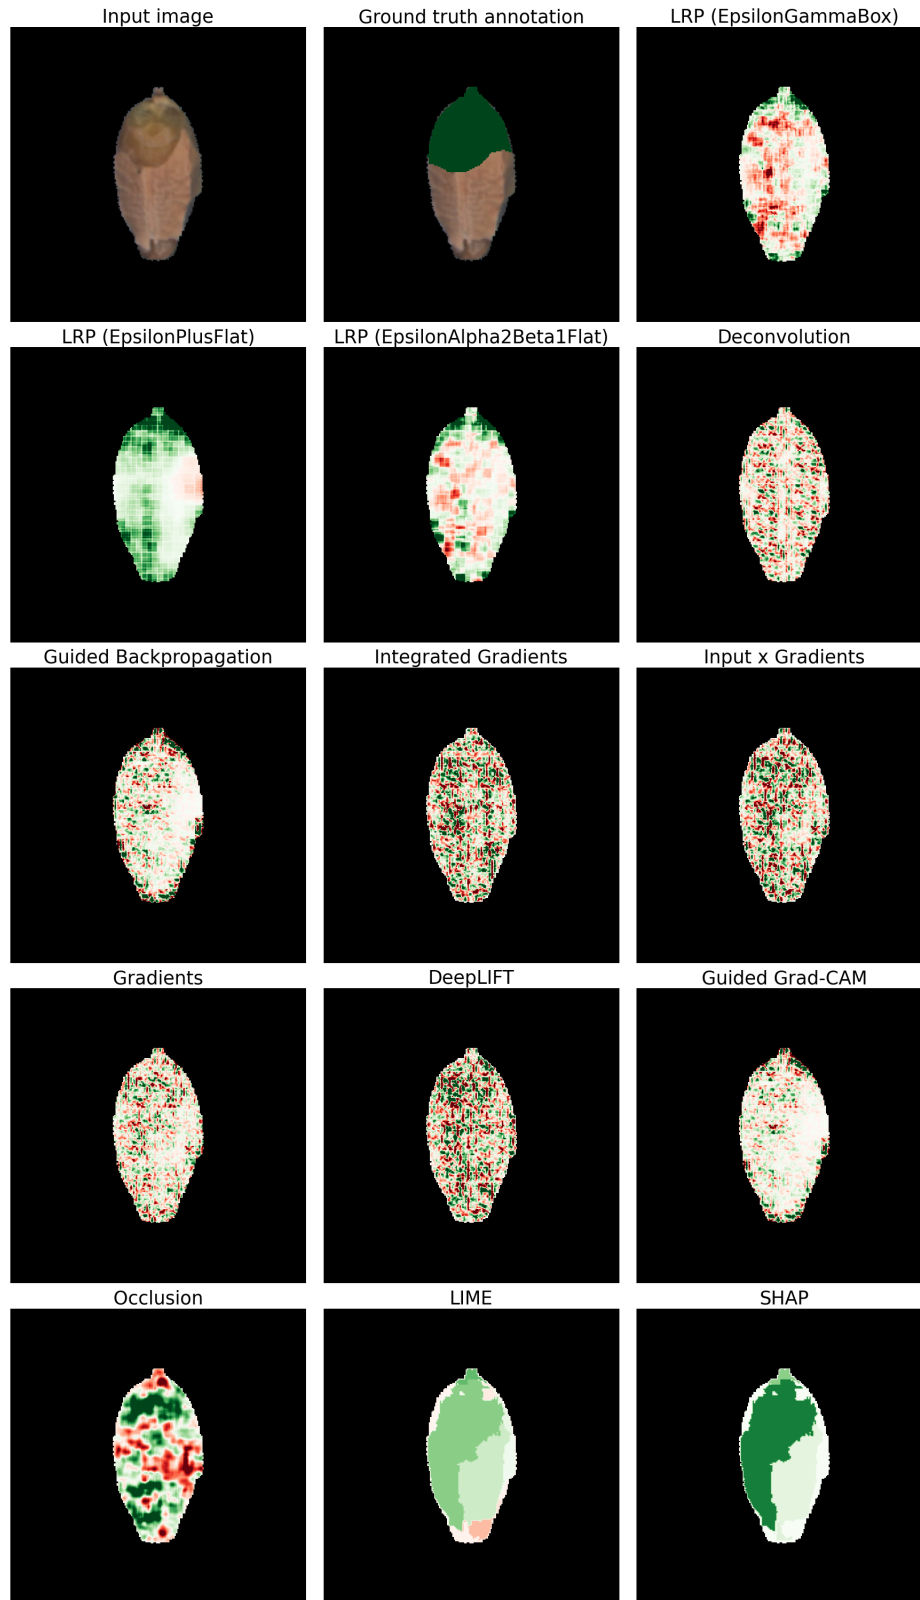 Input image
Ground truth annotation
LRP (EpsilonGammaBox)
LRP (EpsilonPlusFlat)
LRP (EpsilonAlpha2Beta1Flat)
Deconvolution
Guided Backpropagation
Integrated Gradients
Input x Gradients
Gradients
DeepLIFT
Guided Grad-CAM
Occlusion
LIME
SHAP